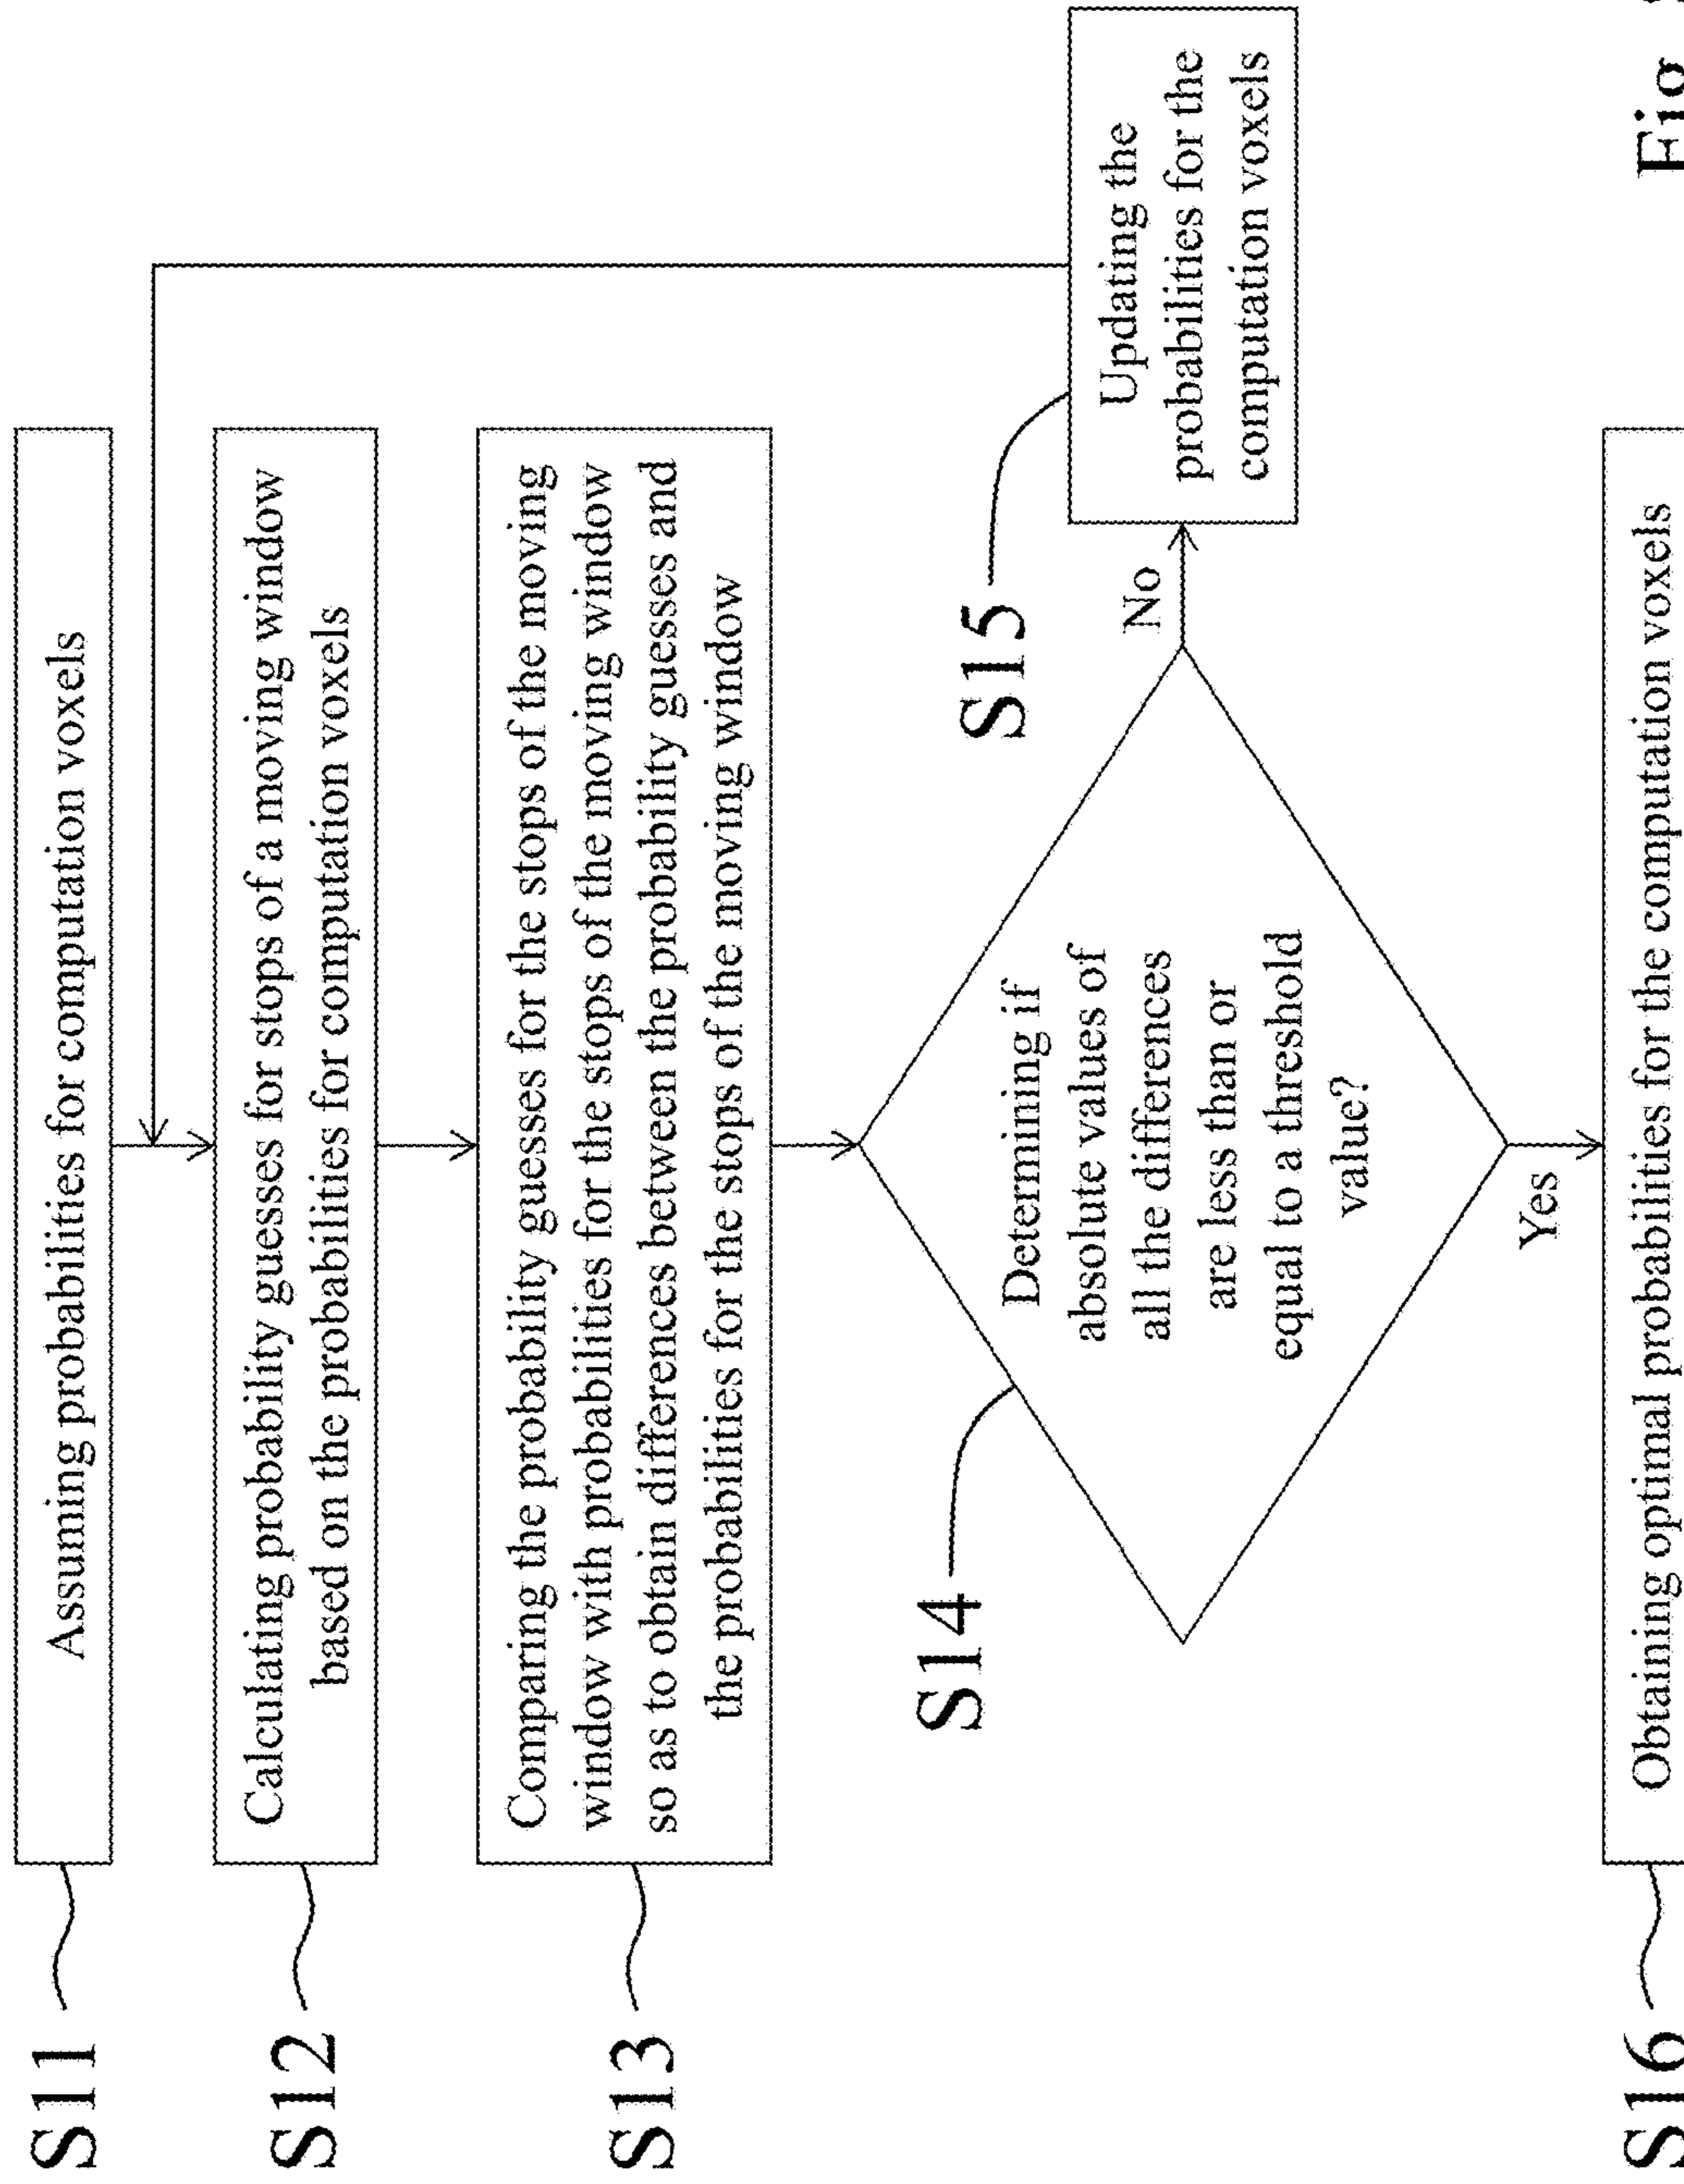 S11
Assuming probabilities for computation voxels
S12
Calculating probability guesses for stops of a moving window
based on the probabilities for computation voxels
S13
Comparing the probability guesses for the stops of the moving
window with probabilities for the stops of the moving window
so as to obtain differences between the probability guesses and
the probabilities for the stops of the moving window
S14
Determining if
absolute values of
all the differences
are less than or
equal to a threshold
value?
No
S15
Updating the
probabilities for the
computation voxels
Yes
S16
Obtaining optimal probabilities for the computation voxels
Fig.